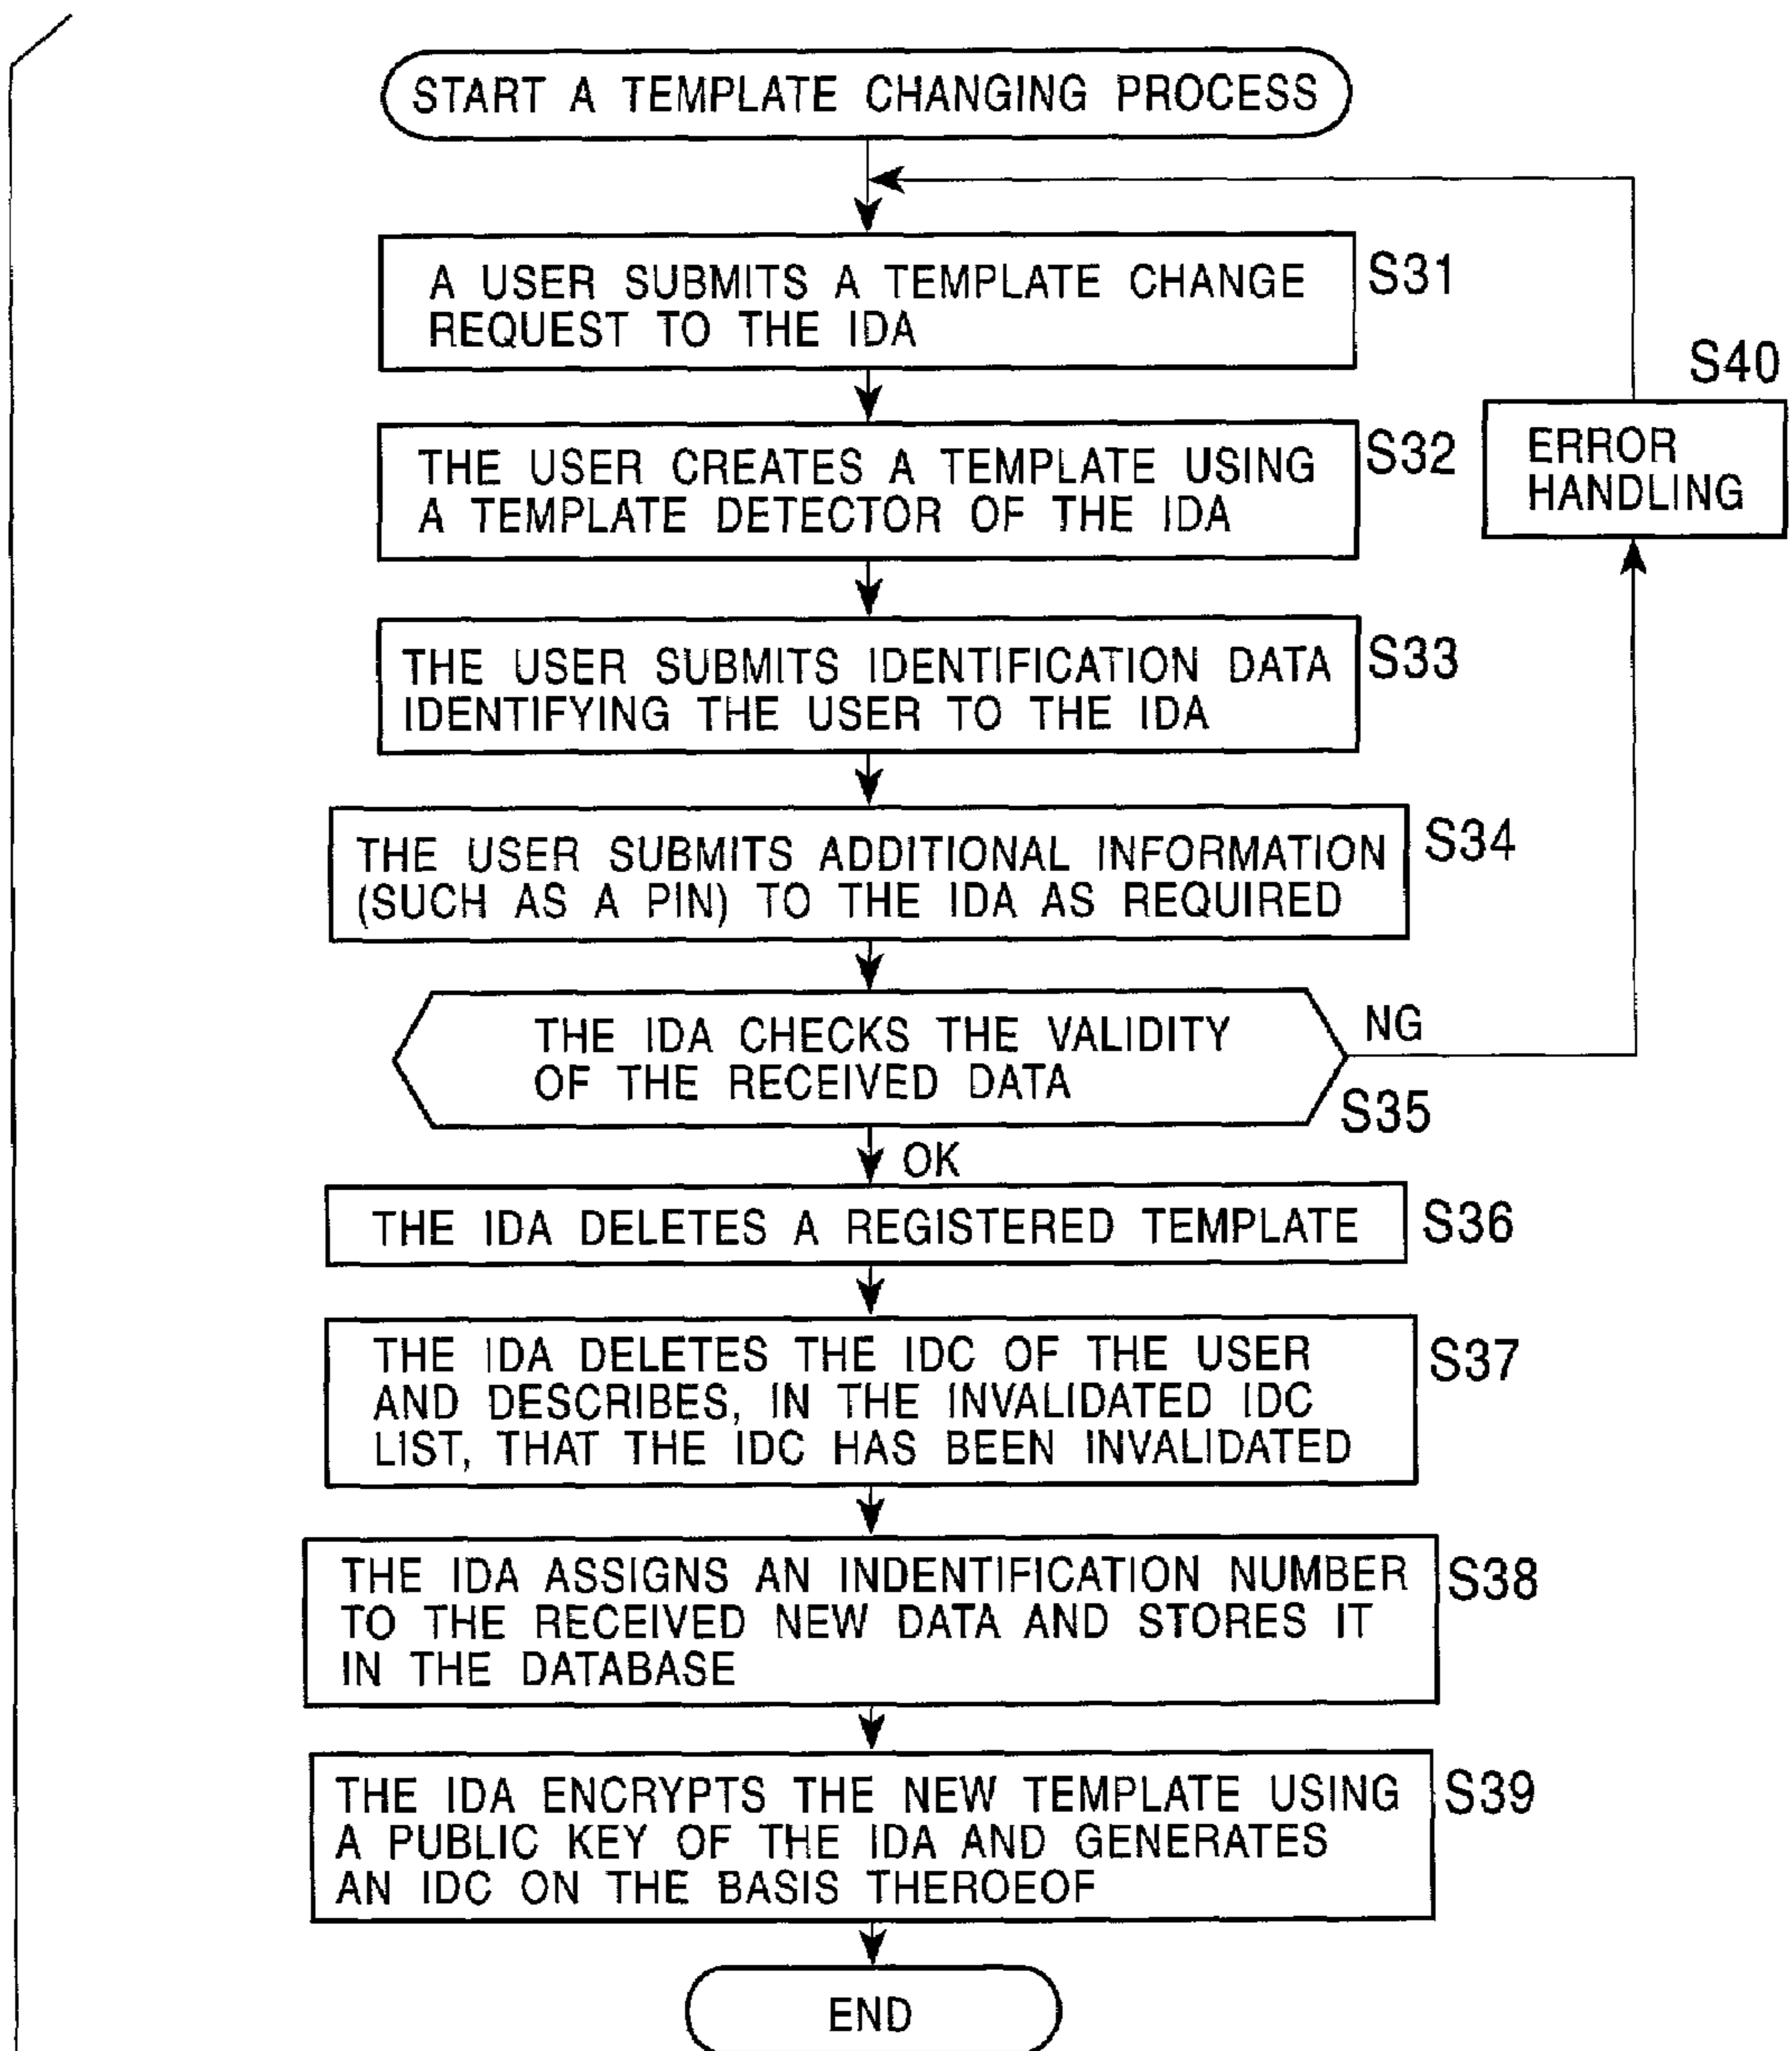 START A TEMPLATE CHANGING PROCESS
A USER SUBMITS A TEMPLATE CHANGE
REQUEST TO THE IDA
S31
S40
ERROR
HANDLING
THE USER CREATES A TEMPLATE USING
A TEMPLATE DETECTOR OF THE IDA
S32
THE USER SUBMITS IDENTIFICATION DATA
IDENTIFYING THE USER TO THE IDA
S33
THE USER SUBMITS ADDITIONAL INFORMATION
(SUCH AS A PIN) TO THE IDA AS REQUIRED
S34
THE IDA CHECKS THE VALIDITY
OF THE RECEIVED DATA
NG
S35
OK
THE IDA DELETES A REGISTERED TEMPLATE
S36
THE IDA DELETES THE IDC OF THE USER
AND DESCRIBES, IN THE INVALIDATED IDC
LIST, THAT THE IDC HAS BEEN INVALIDATED
S37
THE IDA ASSIGNS AN INDENTIFICATION NUMBER
TO THE RECEIVED NEW DATA AND STORES IT
IN THE DATABASE
S38
THE IDA ENCRYPTS THE NEW TEMPLATE USING
A PUBLIC KEY OF THE IDA AND GENERATES
AN IDC ON THE BASIS THEROEOF
S39
END